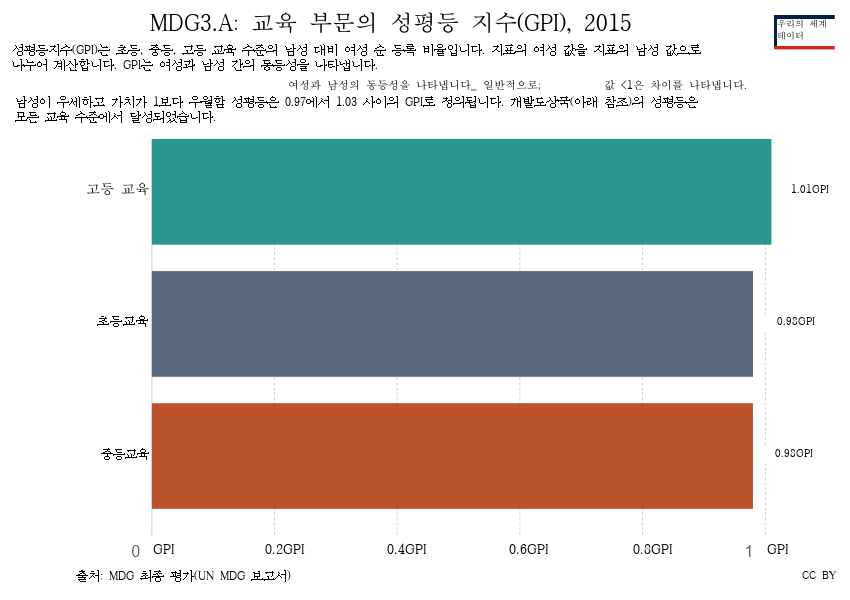 MDG3.A: 교육 부문의 성평등 지수(GPI), 2015
우리의 세계
데이터
성평등지수(GPI)는 초등, 중등, 고등 교육 수준의 남성 대비 여성 순 등록 비율입니다. 지표의 여성 값을 지표의 남성 값으로
나누어 계산합니다. GPI는 여성과 남성 간의 동등성을 나타냅니다.
여성과 남성의 동등성을 나타냅니다_ 일반적으로; 값 <1은 차이를 나타냅니다.
남성이 우세하고 가치가 1보다 우월할 성평등은 0.97에서 1.03 사이의 GPI로 정의됩니다. 개발도상국(아래 참조)의 성평등은
모든 교육 수준에서 달성되었습니다.
고등 교육
1.01GPI
초등교육
0.98GPI
중등교육
0.98GPI
0 GPI 0.2GPI 0.4GPI 0.6GPI 0.8GPI 1 GPI
출처: MDG 최종 평가(UN MDG 보고서)
CC BY